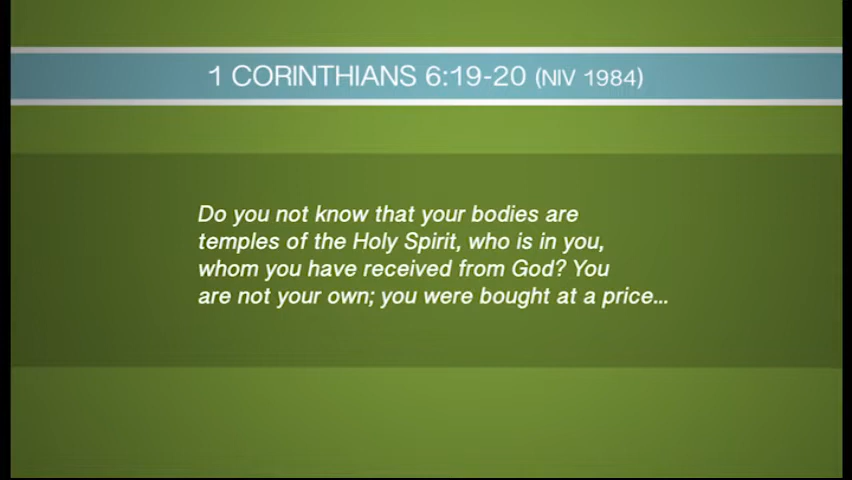 1 CORINTHIANS 6:19-20 (NIV 1984)
Do you not know that your bodies are
temples of the Holy Spirit, who is in you,
whom you have received from God? You
are not your own; you were bought at a price...